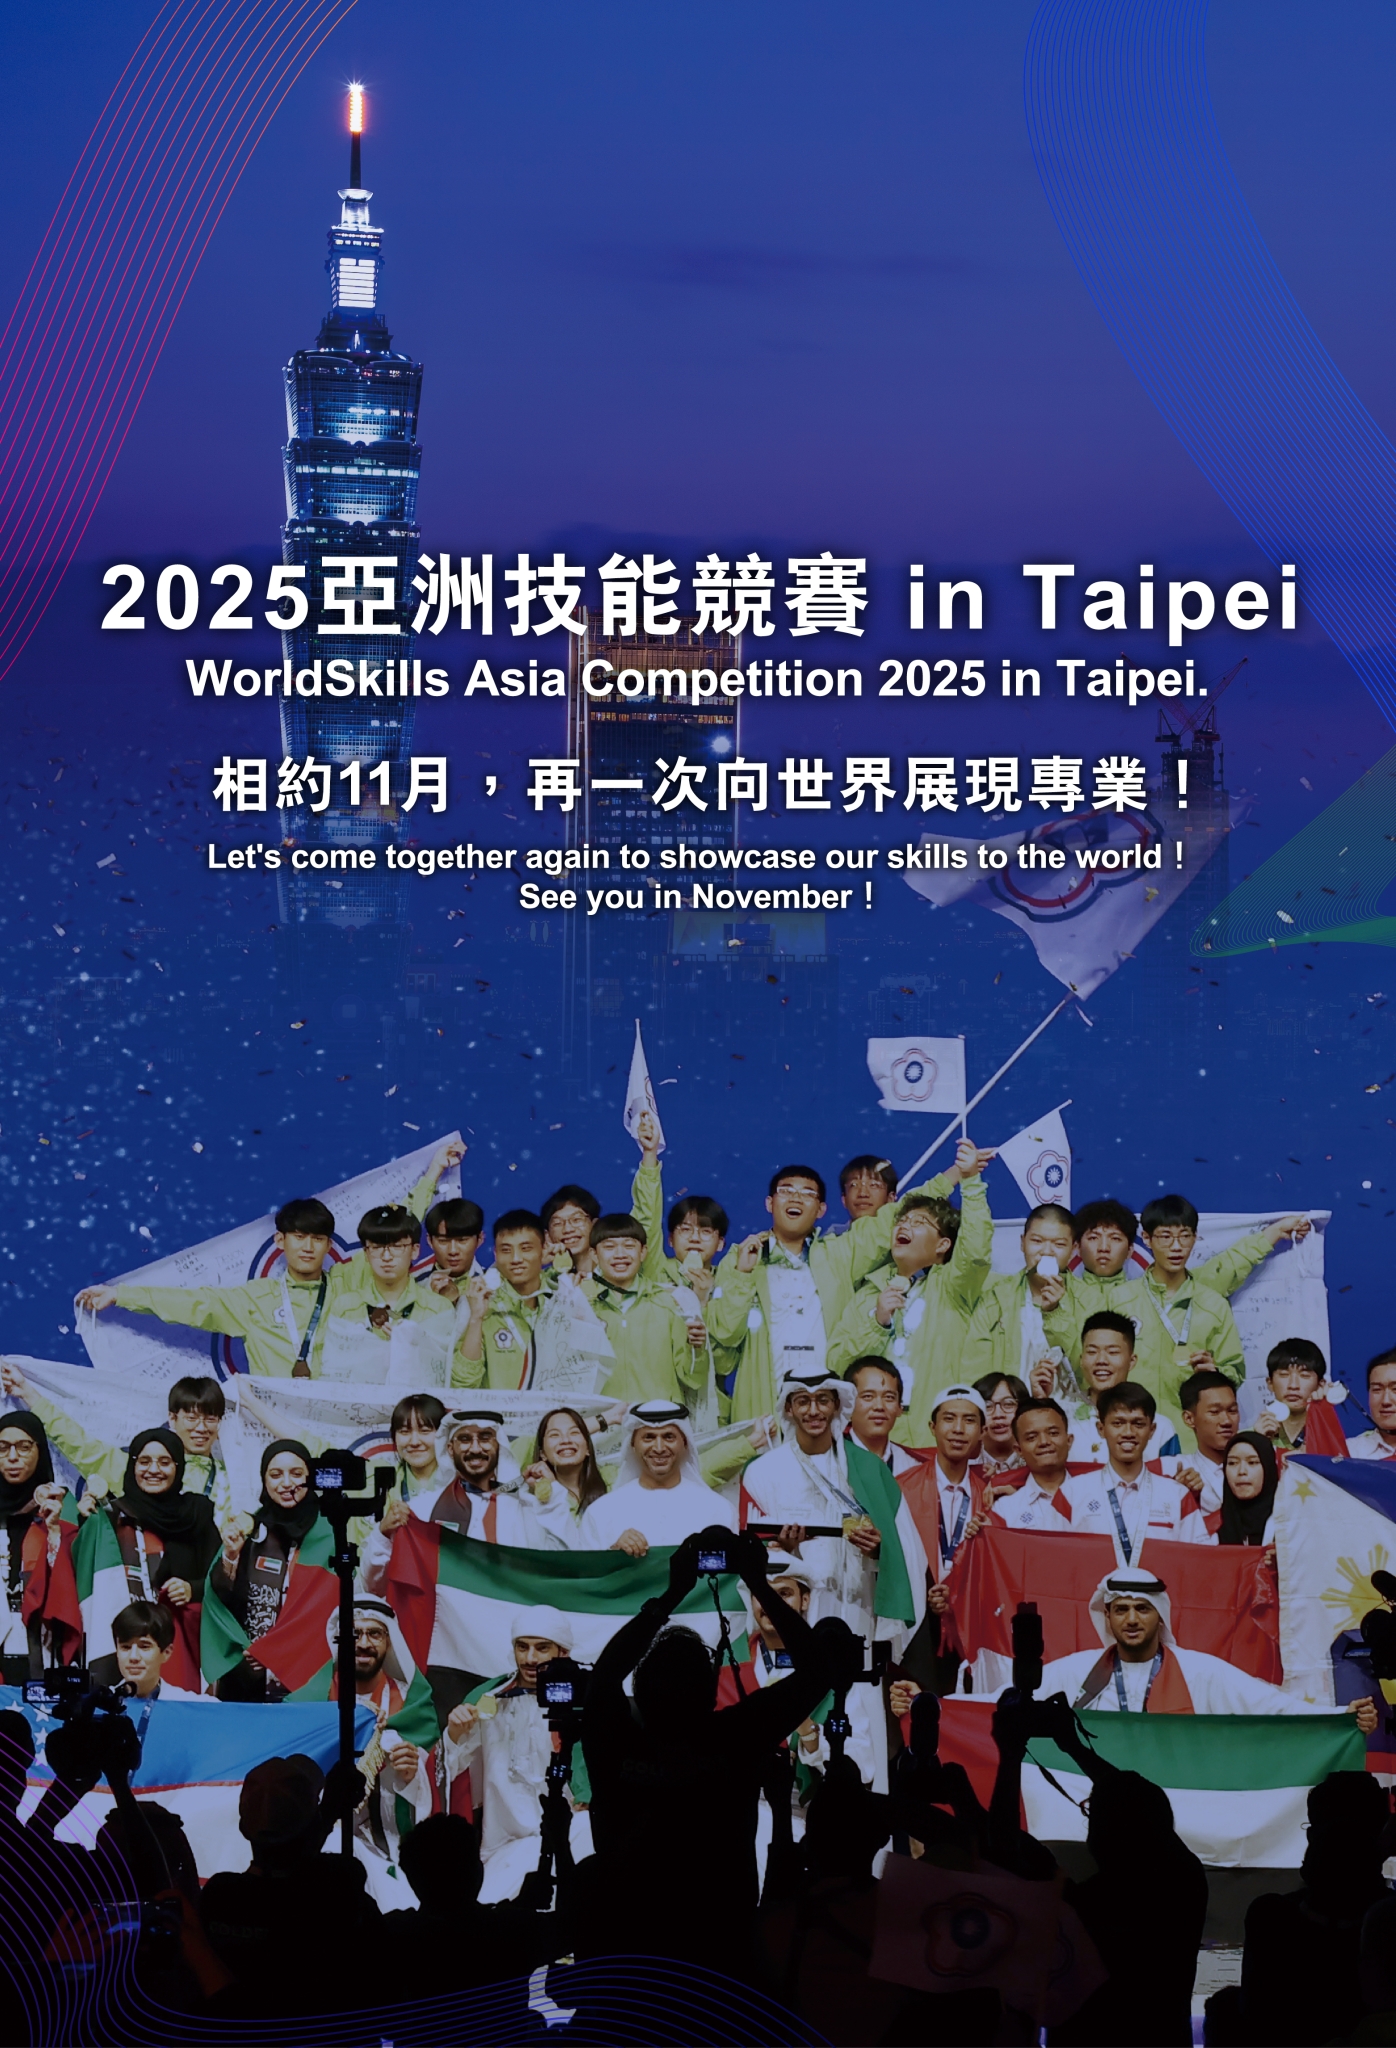 2025亞洲技能競賽 in Taipei
WorldSkills Asia Competition 2025 in Taipei.
相約11月，再一次向世界展現專業！
Let's come together again to showcase our skills to the world！
See you in November！